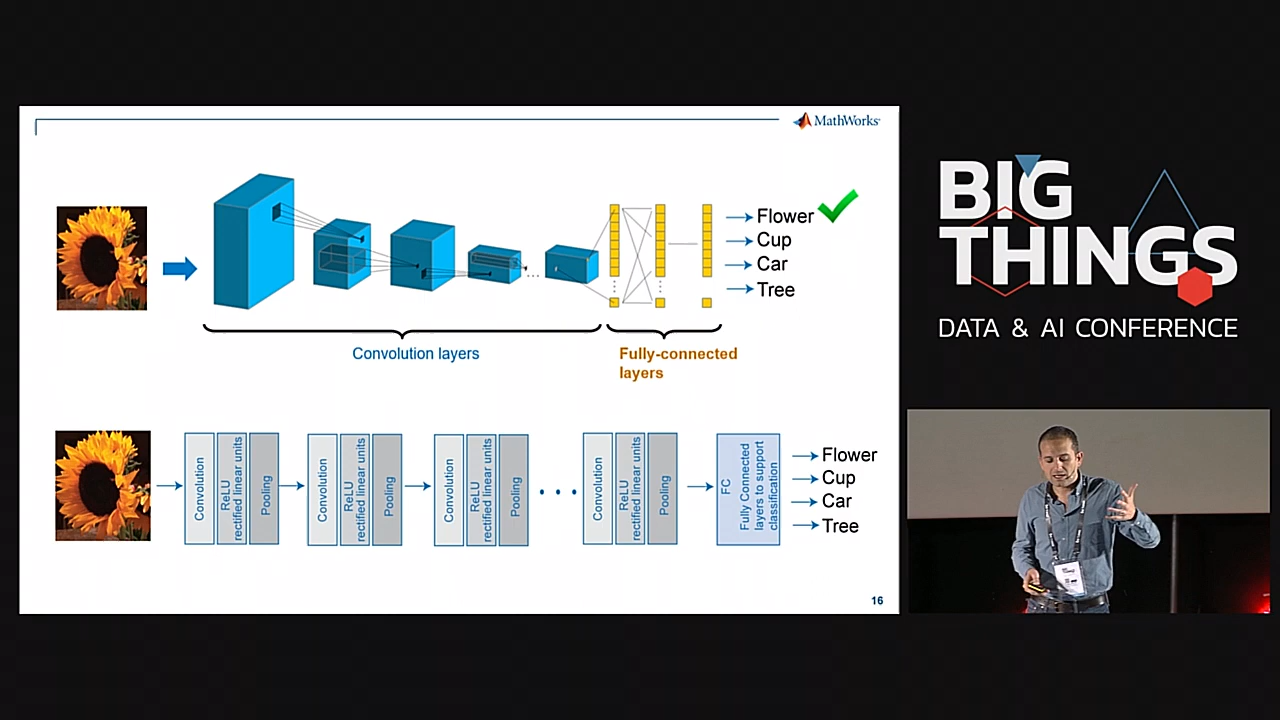 MathWorks
Flower
Cup
Car
Tree
Convolution layers
Fully-connected
layers
Convolution
ReLU
rectified linear units
Pooling
Convolution
ReLU
rectified linear units
Pooling
Convolution
ReLU
rectified linear units
Pooling
Convolution
ReLU
rectified linear units
Pooling
FC
Fully Connected
layers to support
classification
Flower
Cup
Car
Tree
16
BIG
THINGS
DATA & AI CONFERENCE
BIG
THINGS